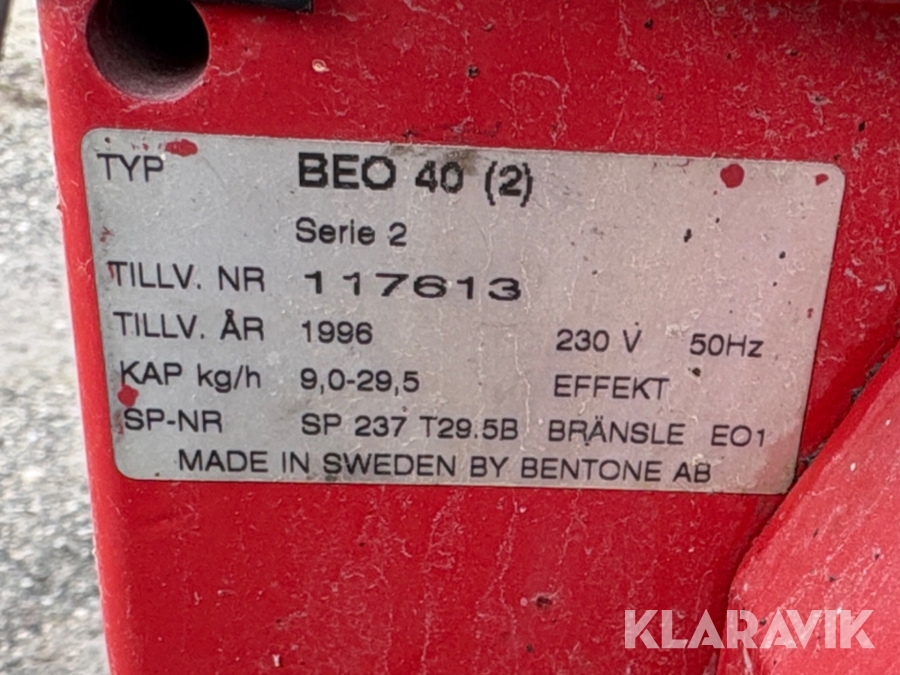 TYP BEO 40 (2)
Serie 2
TILLV. NR 117613
TILLV. ÅR 1996 230 V 50Hz
KAP kg/h 9,0-29,5 EFFEKT
SP-NR SP 237 T29.5B BRÄNSLE EO1
MADE IN SWEDEN BY BENTONE AB
KLARAVIK